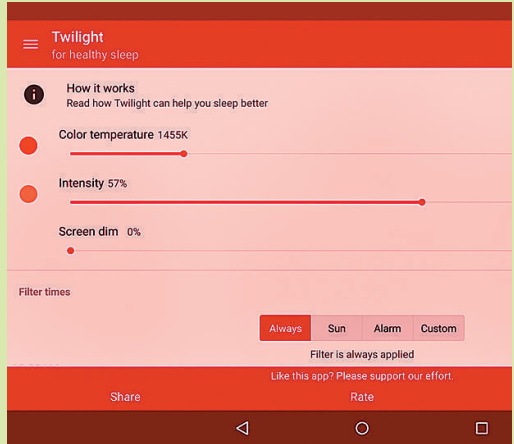 Twilight
for healthy sleep
How it works
Read how Twilight can help you sleep better
Color temperature 1455K
Intensity 57%
Screen dim 0%
Filter times
Always Sun Alarm Custom
Filter is always applied
Like this app? Please support our effort.
Share Rate